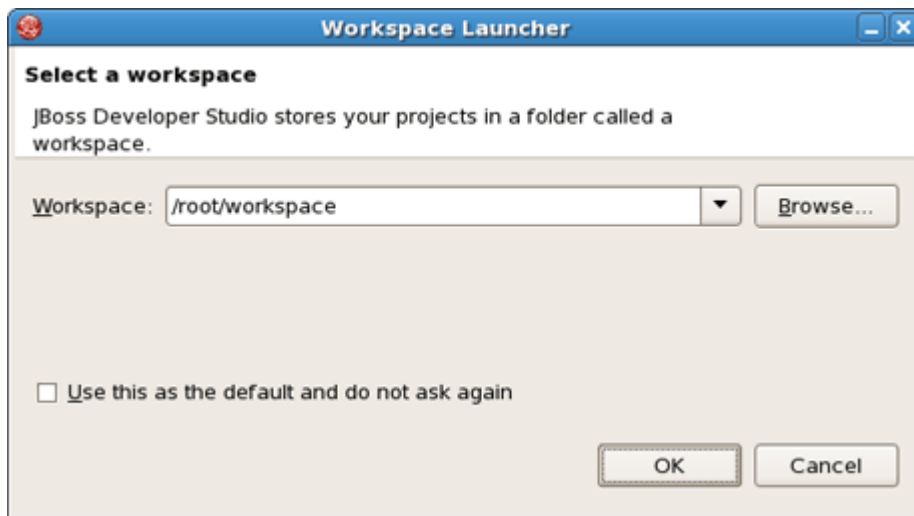 Workspace Launcher
Select a workspace
JBoss Developer Studio stores your projects in a folder called a
workspace.
Workspace: /root/workspace Browse...
Use this as the default and do not ask again
OK Cancel